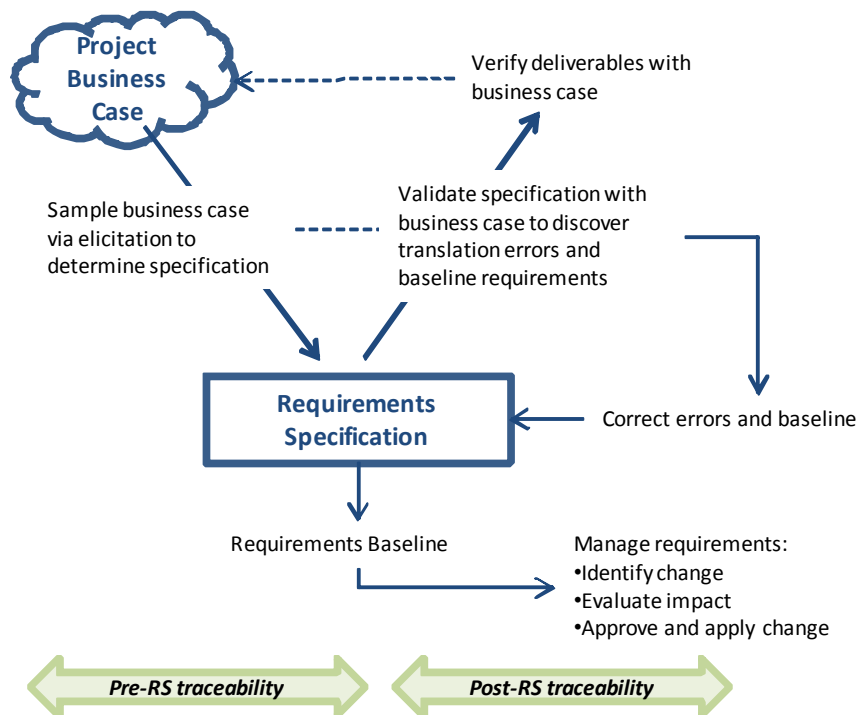 Project
Business
Case
Verify deliverables with
business case
Sample business case
via elicitation to
determine specification
Validate specification with
business case to discover
translation errors and
baseline requirements
Requirements
Specification
Correct errors and baseline
Requirements Baseline
Manage requirements:
•Identify change
•Evaluate impact
•Approve and apply change
Pre-RS traceability
Post-RS traceability